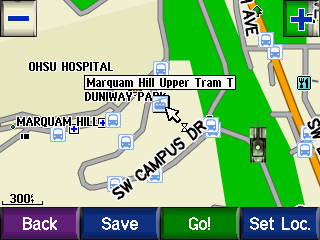 AVE
OHSU HOSPITAL
Marquam Hill Upper Tram T
DUNIWAY PARK
MARQUAM HILL
SW CAMPUS DR
300ft
Back
Save
Go!
Set Loc.